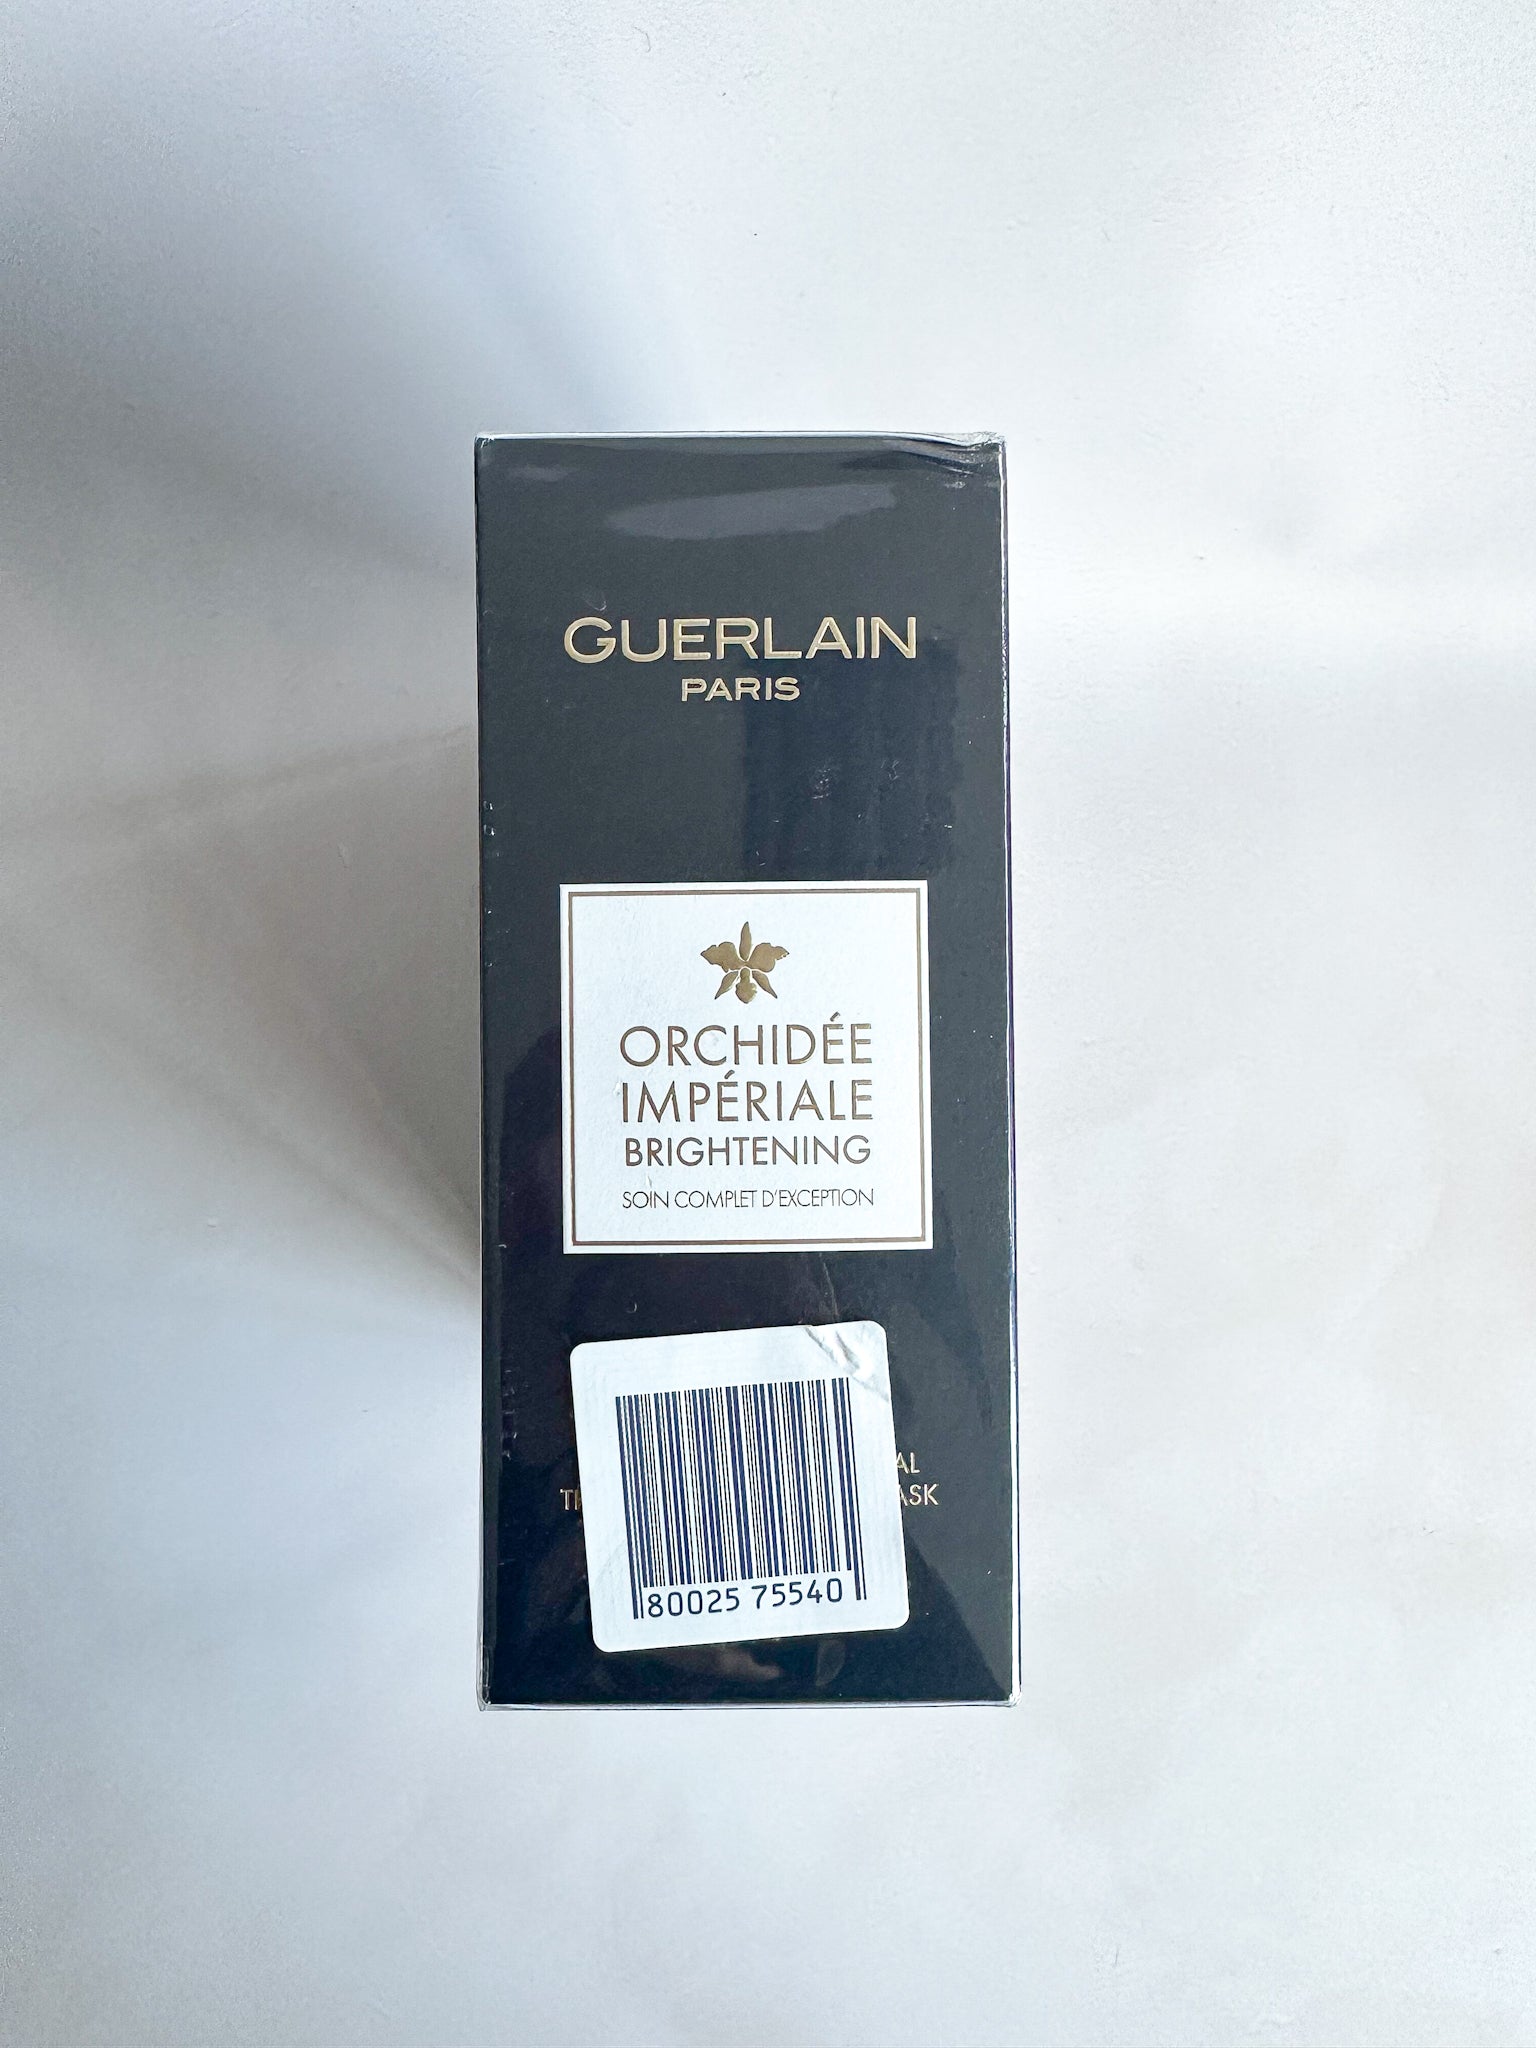 GUERLAIN
PARIS
ORCHIDÉE
IMPÉRIALE
BRIGHTENING
SOIN COMPLET D'EXCEPTION
80025 75540